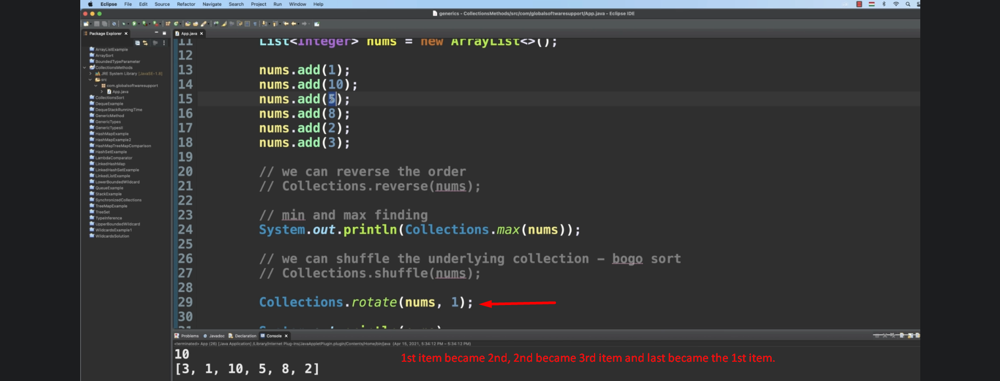 Eclipse File Edit Source Refactor Navigate Search Project Run Window Help
generics - CollectionsMethods/src/com/globalsoftwaresupport/App.java - Eclipse IDE
Package Explorer
App.java
ArrayListExample
ArraySort
BoundedTypeParameter
CollectionsMethods
JRE System Library [JavaSE-1.8]
src
com.globalsoftwaresupport
App.java
CollectionsSort
DequeExample
DequeStackRunningTime
GenericMethod
GenericTypes
GenericTypesII
HashMapExample
HashMapExample2
HashMapTreeMapComparison
HashSetExample
LambdaComparator
LinkedHashMap
LinkedHashSetExample
LinkedListExample
LowerBoundedWildcard
QueueExample
StackExample
SynchronizedCollections
TreeMapExample
TreeSet
TypeInference
UpperBoundedWildcard
WildcardsExample1
WildcardsSolution
11 List<Integer> nums = new ArrayList<>();
12
13 nums.add(1);
14 nums.add(10);
15 nums.add(5);
16 nums.add(8);
17 nums.add(2);
18 nums.add(3);
19
20 // we can reverse the order
21 // Collections.reverse(nums);
22
23 // min and max finding
24 System.out.println(Collections.max(nums));
25
26 // we can shuffle the underlying collection – bogo sort
27 // Collections.shuffle(nums);
28
29 Collections.rotate(nums, 1);
30
Problems Javadoc Declaration Console
<terminated> App (26) [Java Application] /Library/Internet Plug-Ins/JavaAppletPlugin.plugin/Contents/Home/bin/java (Apr 15, 2021, 5:34:12 PM – 5:34:12 PM)
10
1st item became 2nd, 2nd became 3rd item and last became the 1st item.
[3, 1, 10, 5, 8, 2]